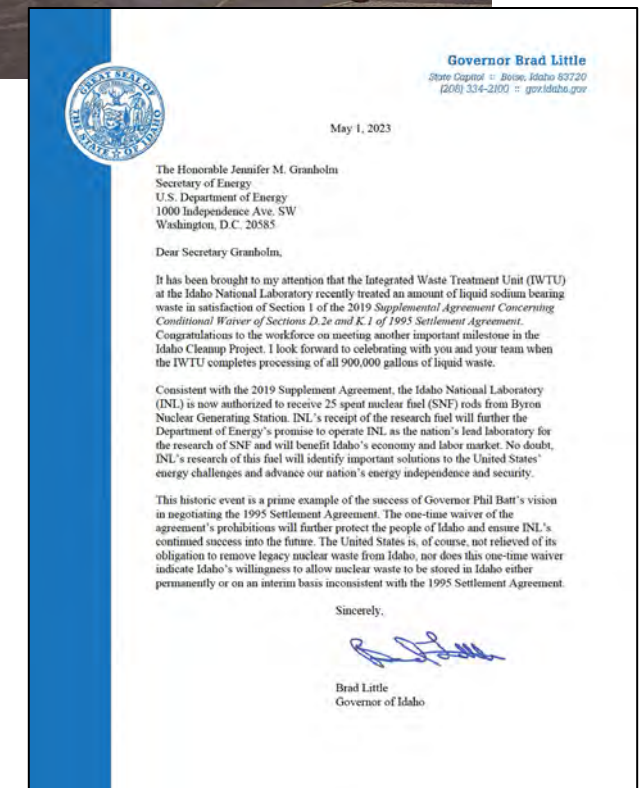 Governor Brad Little
State Capitol :: Boise, Idaho 83720
(208) 334-2100 :: gov.idaho.gov
GREAT SEAL OF
THE STATE OF IDAHO
May 1, 2023
The Honorable Jennifer M. Granholm
Secretary of Energy
U.S. Department of Energy
1000 Independence Ave. SW
Washington, D.C. 20585
Dear Secretary Granholm,
It has been brought to my attention that the Integrated Waste Treatment Unit (IWTU)
at the Idaho National Laboratory recently treated an amount of liquid sodium bearing
waste in satisfaction of Section 1 of the 2019 Supplemental Agreement Concerning
Conditional Waiver of Sections D.2e and K.1 of 1995 Settlement Agreement.
Congratulations to the workforce on meeting another important milestone in the
Idaho Cleanup Project. I look forward to celebrating with you and your team when
the IWTU completes processing of all 900,000 gallons of liquid waste.
Consistent with the 2019 Supplement Agreement, the Idaho National Laboratory
(INL) is now authorized to receive 25 spent nuclear fuel (SNF) rods from Byron
Nuclear Generating Station. INL's receipt of the research fuel will further the
Department of Energy's promise to operate INL as the nation's lead laboratory for
the research of SNF and will benefit Idaho's economy and labor market. No doubt,
INL's research of this fuel will identify important solutions to the United States'
energy challenges and advance our nation's energy independence and security.
This historic event is a prime example of the success of Governor Phil Batt's vision
in negotiating the 1995 Settlement Agreement. The one-time waiver of the
agreement's prohibitions will further protect the people of Idaho and ensure INL's
continued success into the future. The United States is, of course, not relieved of its
obligation to remove legacy nuclear waste from Idaho, nor does this one-time waiver
indicate Idaho's willingness to allow nuclear waste to be stored in Idaho either
permanently or on an interim basis inconsistent with the 1995 Settlement Agreement.
Sincerely,
Brad Little
Brad Little
Governor of Idaho